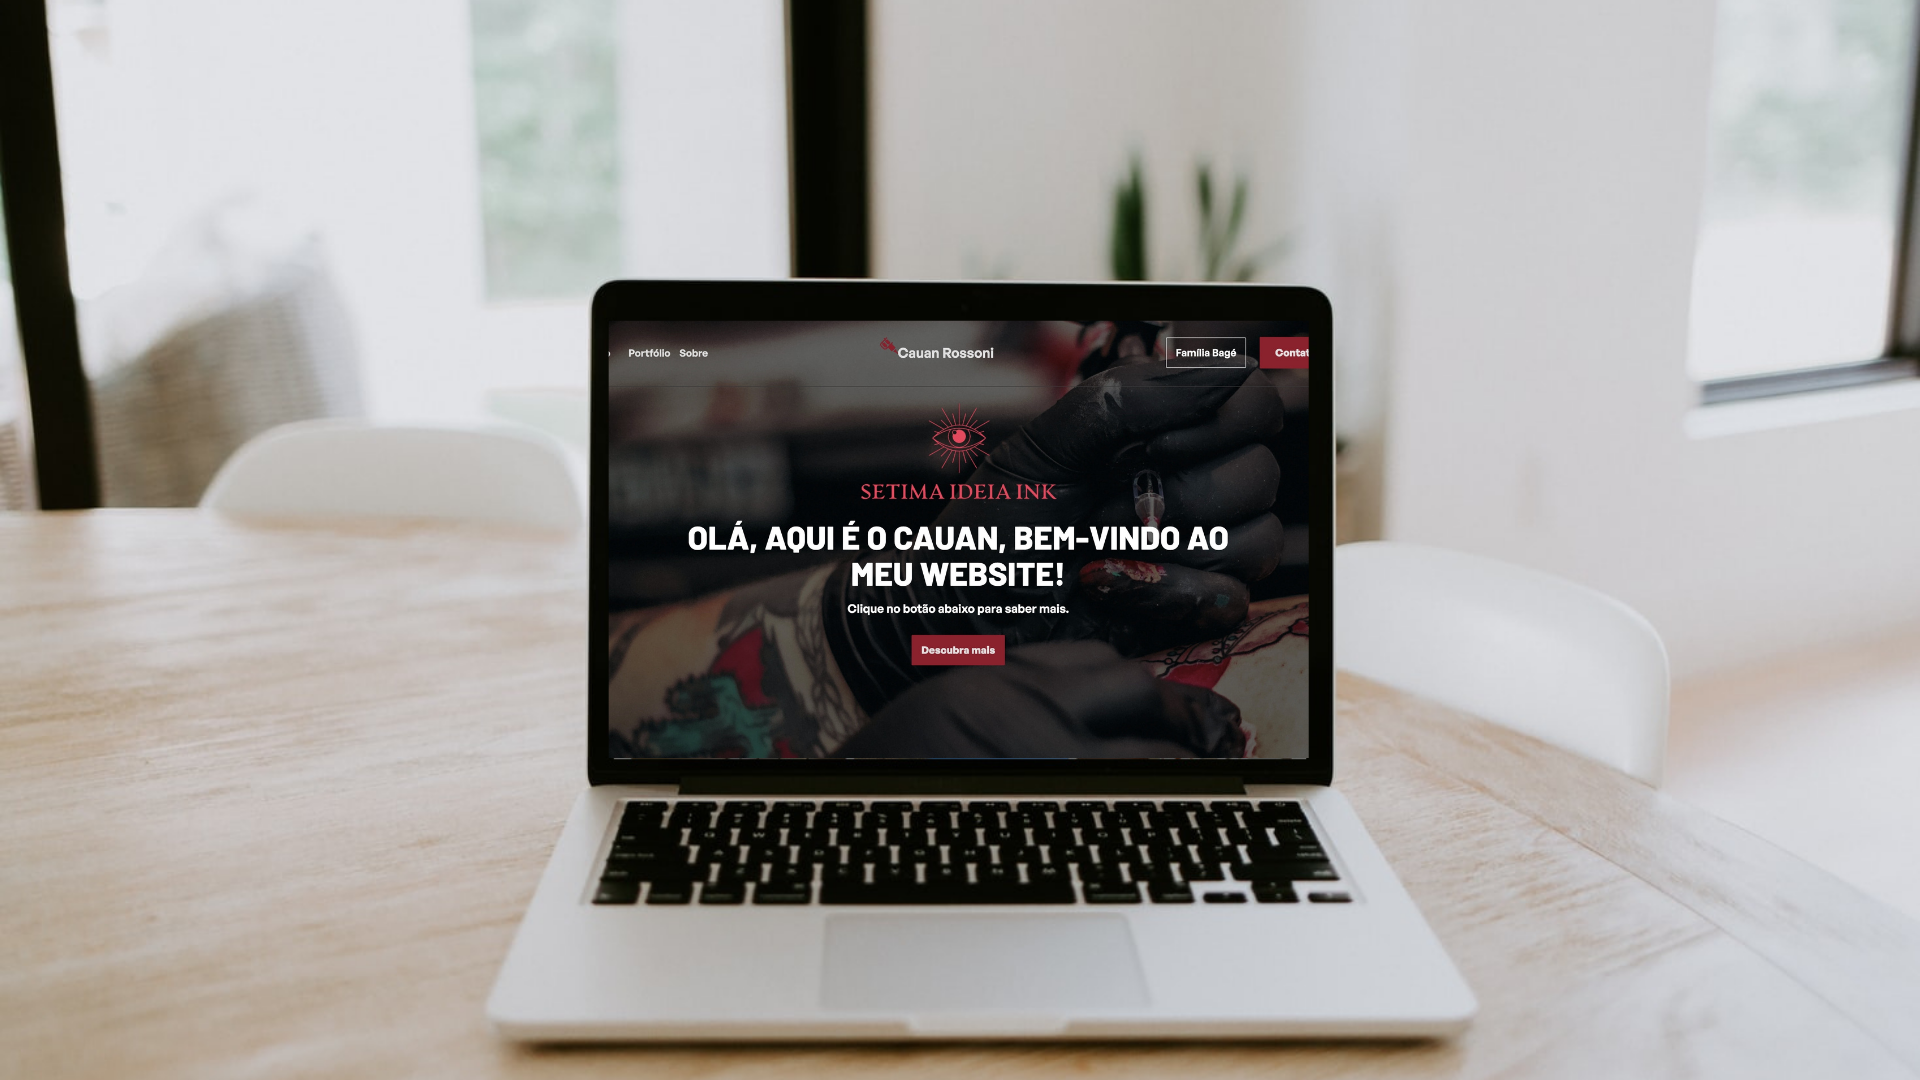 Portfólio Sobre
Cauan Rossoni
Família Bagé
Contat
SETIMA IDEIA INK
OLÁ, AQUI É O CAUAN, BEM-VINDO AO
MEU WEBSITE!
Clique no botão abaixo para saber mais.
Descubra mais